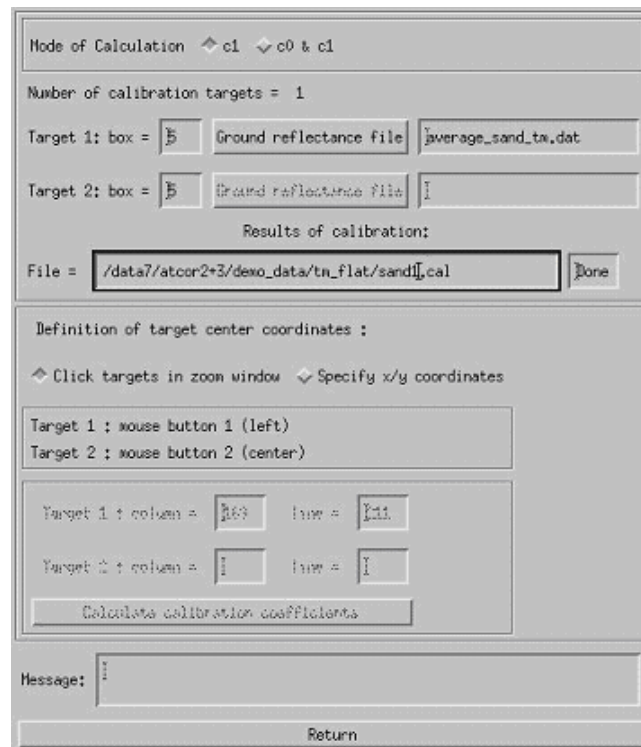 Mode of Calculation c1 c0 & c1
Number of calibration targets = 1
Target 1: box = 5 Ground reflectance file average_sand_tm.dat
Target 2: box = 5 Ground reflectance file
Results of calibration:
File = /data7/atcor2+3/demo_data/tm_flat/sand1.cal Done
Definition of target center coordinates :
Click targets in zoom window Specify x/y coordinates
Target 1 : mouse button 1 (left)
Target 2 : mouse button 2 (center)
Target 1 : column = 169 line =
Target 2 : column = line =
Calculate calibration coefficients
Message:
Return